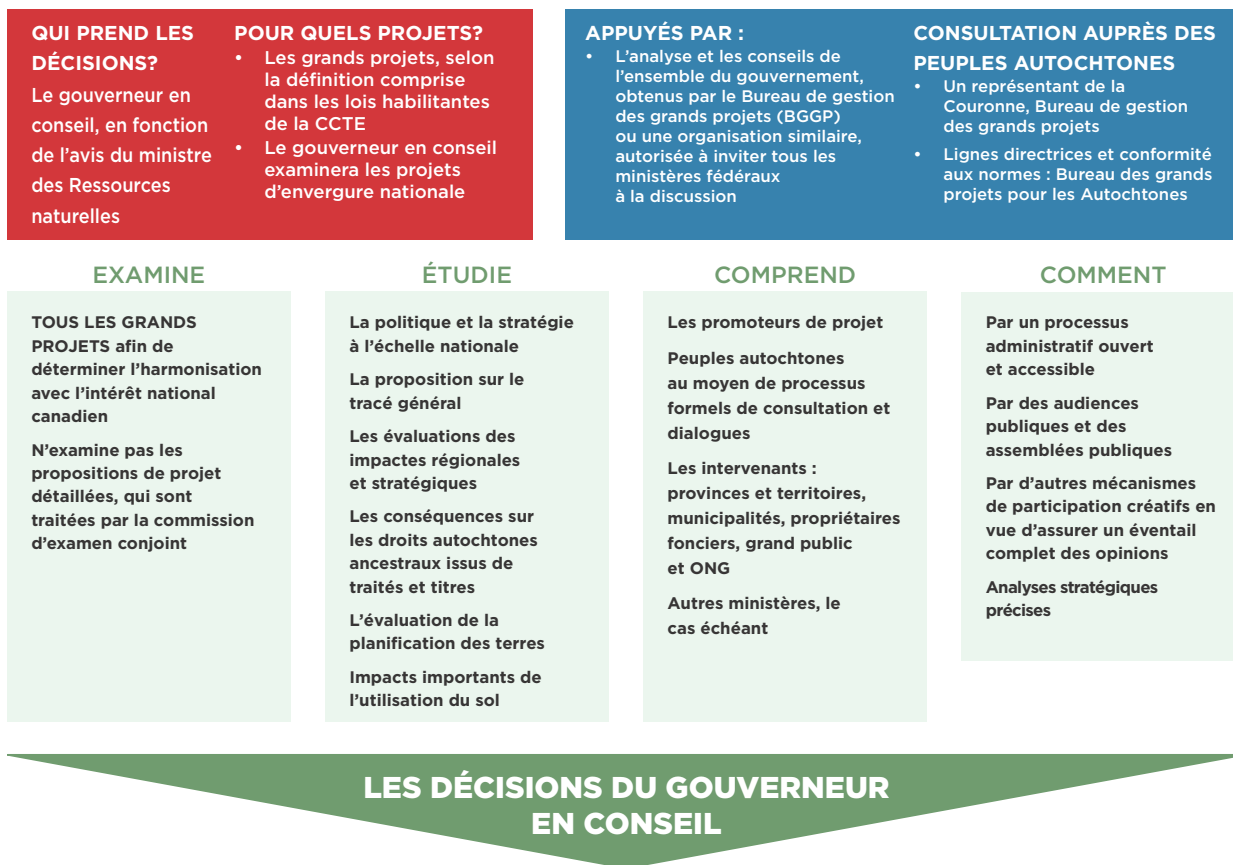 QUI PREND LES
DÉCISIONS?
Le gouverneur en
conseil, en fonction
de l’avis du ministre
des Ressources
naturelles
POUR QUELS PROJETS?
• Les grands projets, selon
la définition comprise
dans les lois habilitantes
de la CCTE
• Le gouverneur en conseil
examinera les projets
d’envergure nationale
APPUYÉS PAR :
• L’analyse et les conseils de
l’ensemble du gouvernement,
obtenus par le Bureau de gestion
des grands projets (BGGP)
ou une organisation similaire,
autorisée à inviter tous les
ministères fédéraux
à la discussion
CONSULTATION AUPRÈS DES
PEUPLES AUTOCHTONES
• Un représentant de la
Couronne, Bureau de gestion
des grands projets
• Lignes directrices et conformité
aux normes : Bureau des grands
projets pour les Autochtones
EXAMINE
TOUS LES GRANDS
PROJETS afin de
déterminer l’harmonisation
avec l’intérêt national
canadien
N’examine pas les
propositions de projet
détaillées, qui sont
traitées par la commission
d’examen conjoint
ÉTUDIE
La politique et la stratégie
à l’échelle nationale
La proposition sur le
tracé général
Les évaluations des
impactes régionales
et stratégiques
Les conséquences sur
les droits autochtones
ancestraux issus de
traités et titres
L’évaluation de la
planification des terres
Impacts importants de
l’utilisation du sol
COMPREND
Les promoteurs de projet
Peuples autochtones
au moyen de processus
formels de consultation et
dialogues
Les intervenants :
provinces et territoires,
municipalités, propriétaires
fonciers, grand public
et ONG
Autres ministères, le
cas échéant
COMMENT
Par un processus
administratif ouvert
et accessible
Par des audiences
publiques et des
assemblées publiques
Par d’autres mécanismes
de participation créatifs en
vue d’assurer un éventail
complet des opinions
Analyses stratégiques
précises
LES DÉCISIONS DU GOUVERNEUR
EN CONSEIL